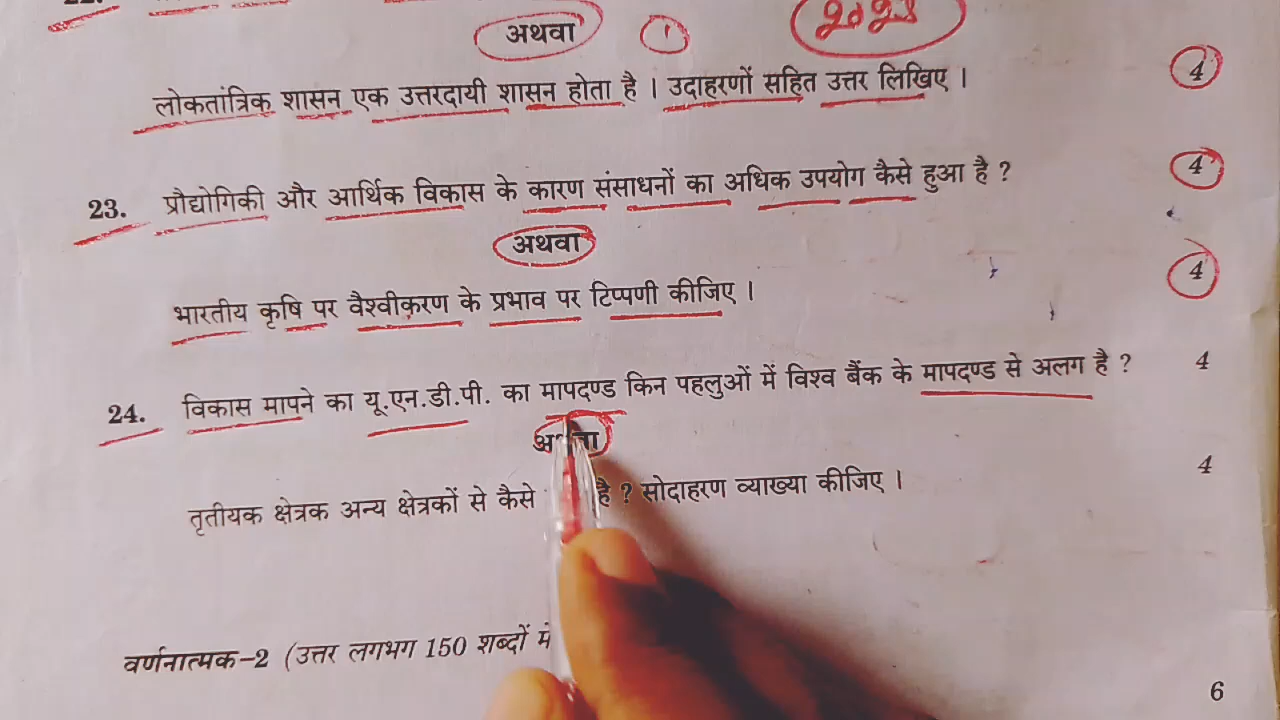 अथवा 1
लोकतांत्रिक शासन एक उत्तरदायी शासन होता है । उदाहरणों सहित उत्तर लिखिए । 4
23. प्रौद्योगिकी और आर्थिक विकास के कारण संसाधनों का अधिक उपयोग कैसे हुआ है ? 4
अथवा
भारतीय कृषि पर वैश्वीकरण के प्रभाव पर टिप्पणी कीजिए । 4
24. विकास मापने का यू.एन.डी.पी. का मापदण्ड किन पहलुओं में विश्व बैंक के मापदण्ड से अलग है ? 4
अथवा
तृतीयक क्षेत्रक अन्य क्षेत्रकों से कैसे है ? सोदाहरण व्याख्या कीजिए । 4
वर्णनात्मक-2 (उत्तर लगभग 150 शब्दों में
6